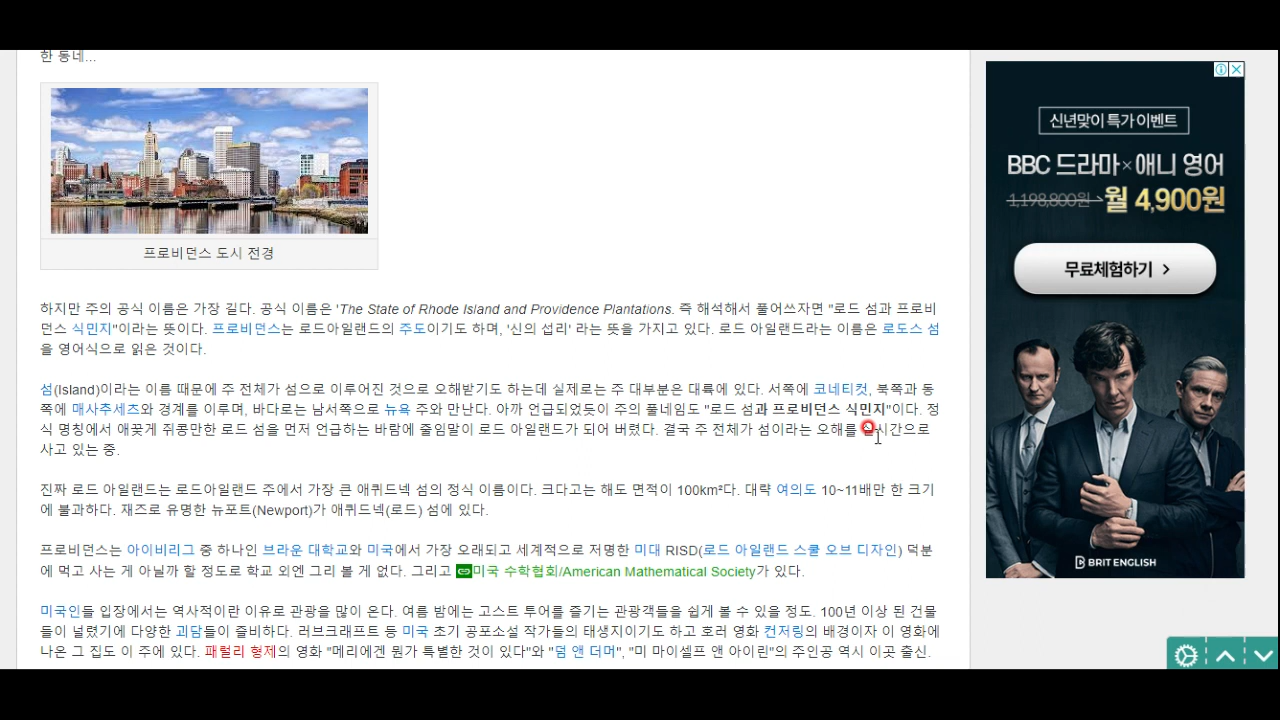 한 동네...
프로비던스 도시 전경
하지만 주의 공식 이름은 가장 길다. 공식 이름은 'The State of Rhode Island and Providence Plantations. 즉 해석해서 풀어쓰자면 "로드 섬과 프로비
던스 식민지"이라는 뜻이다. 프로비던스는 로드아일랜드의 주도이기도 하며, '신의 섭리' 라는 뜻을 가지고 있다. 로드 아일랜드라는 이름은 로도스 섬
을 영어식으로 읽은 것이다.
섬(Island)이라는 이름 때문에 주 전체가 섬으로 이루어진 것으로 오해받기도 하는데 실제로는 주 대부분은 대륙에 있다. 서쪽에 코네티컷, 북쪽과 동
쪽에 매사추세츠와 경계를 이루며, 바다로는 남서쪽으로 뉴욕 주와 만난다. 아까 언급되었듯이 주의 풀네임도 "로드 섬과 프로비던스 식민지"이다. 정
식 명칭에서 애꿎게 쥐콩만한 로드 섬을 먼저 언급하는 바람에 줄임말이 로드 아일랜드가 되어 버렸다. 결국 주 전체가 섬이라는 오해를 시간으로
사고 있는 중.
진짜 로드 아일랜드는 로드아일랜드 주에서 가장 큰 애퀴드넥 섬의 정식 이름이다. 크다고는 해도 면적이 100km²다. 대략 여의도 10~11배만 한 크기
에 불과하다. 재즈로 유명한 뉴포트(Newport)가 애퀴드넥(로드) 섬에 있다.
프로비던스는 아이비리그 중 하나인 브라운 대학교와 미국에서 가장 오래되고 세계적으로 저명한 미대 RISD(로드 아일랜드 스쿨 오브 디자인) 덕분
에 먹고 사는 게 아닐까 할 정도로 학교 외엔 그리 볼 게 없다. 그리고 미국 수학협회/American Mathematical Society가 있다.
미국인들 입장에서는 역사적이란 이유로 관광을 많이 온다. 여름 밤에는 고스트 투어를 즐기는 관광객들을 쉽게 볼 수 있을 정도. 100년 이상 된 건물
들이 널렸기에 다양한 괴담들이 즐비하다. 러브크래프트 등 미국 초기 공포소설 작가들의 태생지이기도 하고 호러 영화 컨저링의 배경이자 이 영화에
나온 그 집도 이 주에 있다. 패럴리 형제의 영화 "메리에겐 뭔가 특별한 것이 있다"와 "덤 앤 더머", "미 마이셀프 앤 아이린"의 주인공 역시 이곳 출신.
신년맞이 특가 이벤트
BBC 드라마×애니 영어
1,198,800원 > 월 4,900원
무료체험하기 >
BRIT ENGLISH